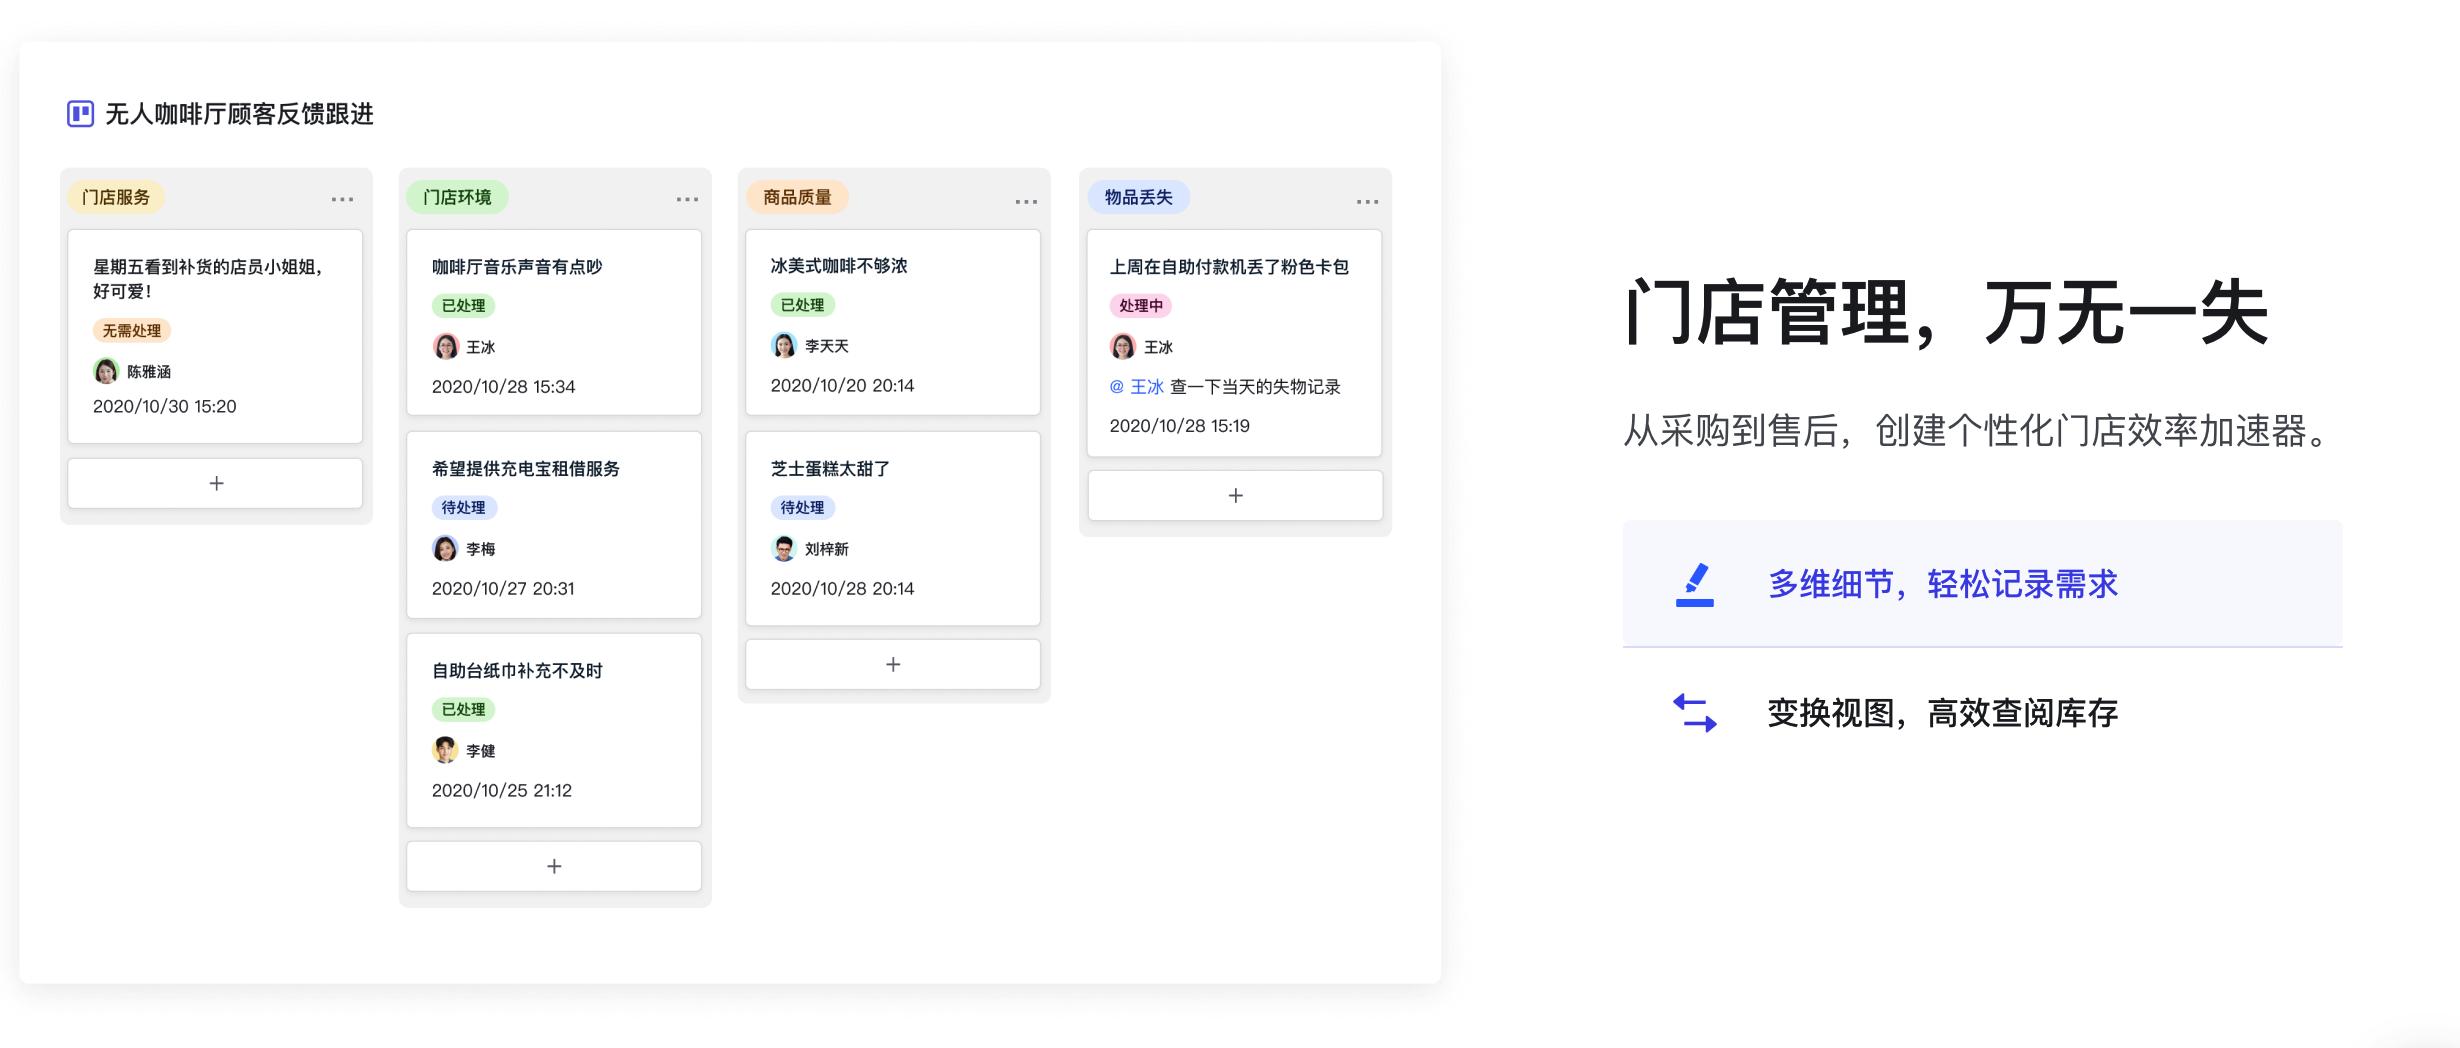 无人咖啡厅顾客反馈跟进
门店服务
...
星期五看到补货的店员小姐姐，
好可爱！
无需处理
陈雅涵
2020/10/30 15:20
+
门店环境
...
咖啡厅音乐声音有点吵
已处理
王冰
2020/10/28 15:34
希望提供充电宝租借服务
待处理
李梅
2020/10/27 20:31
自助台纸巾补充不及时
已处理
李健
2020/10/25 21:12
+
商品质量
...
冰美式咖啡不够浓
已处理
李天天
2020/10/20 20:14
芝士蛋糕太甜了
待处理
刘梓新
2020/10/28 20:14
+
物品丢失
...
上周在自助付款机丢了粉色卡包
处理中
王冰
@ 王冰 查一下当天的失物记录
2020/10/28 15:19
+
门店管理，万无一失
从采购到售后，创建个性化门店效率加速器。
多维细节，轻松记录需求
变换视图，高效查阅库存